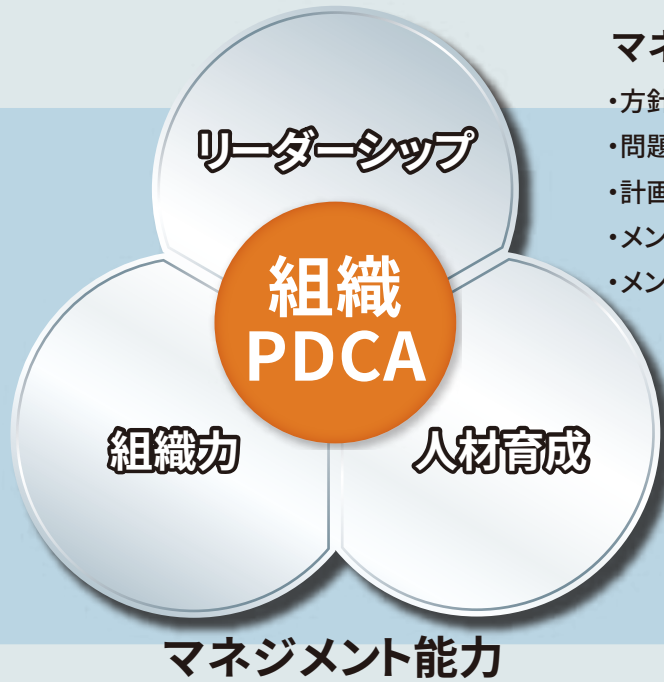 リーダーシップ
組織
PDCA
組織力
人材育成
マネジメント能力
マネ
・方針
・問題
・計画
・メン
・メン